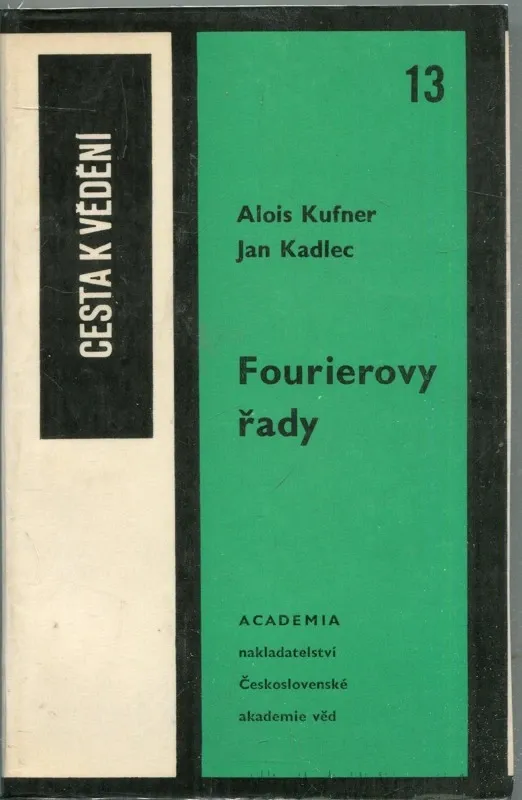 CESTA K VĚDĚNÍ
13
Alois Kufner
Jan Kadlec
Fourierovy
řady
ACADEMIA
nakladatelství
Československé
akademie věd